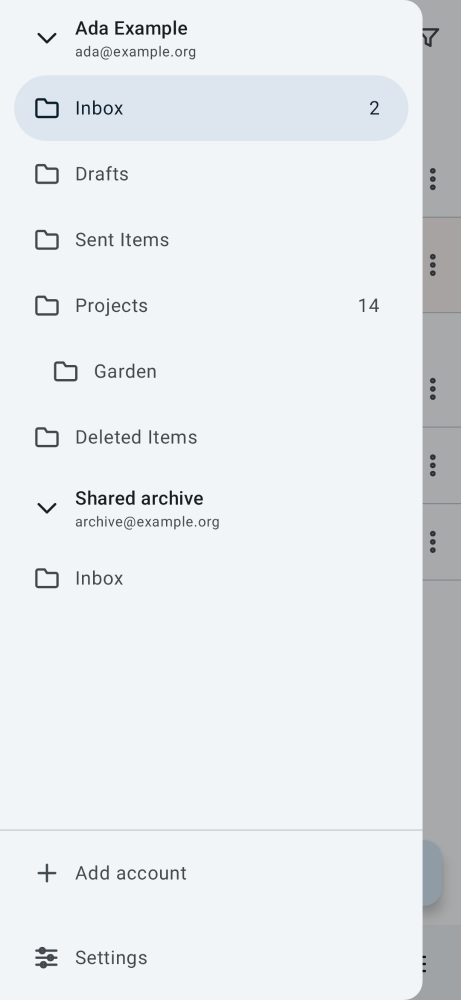 Ada Example
ada@example.org
Inbox 2
Drafts
Sent Items
Projects 14
Garden
Deleted Items
Shared archive
archive@example.org
Inbox
Add account
Settings